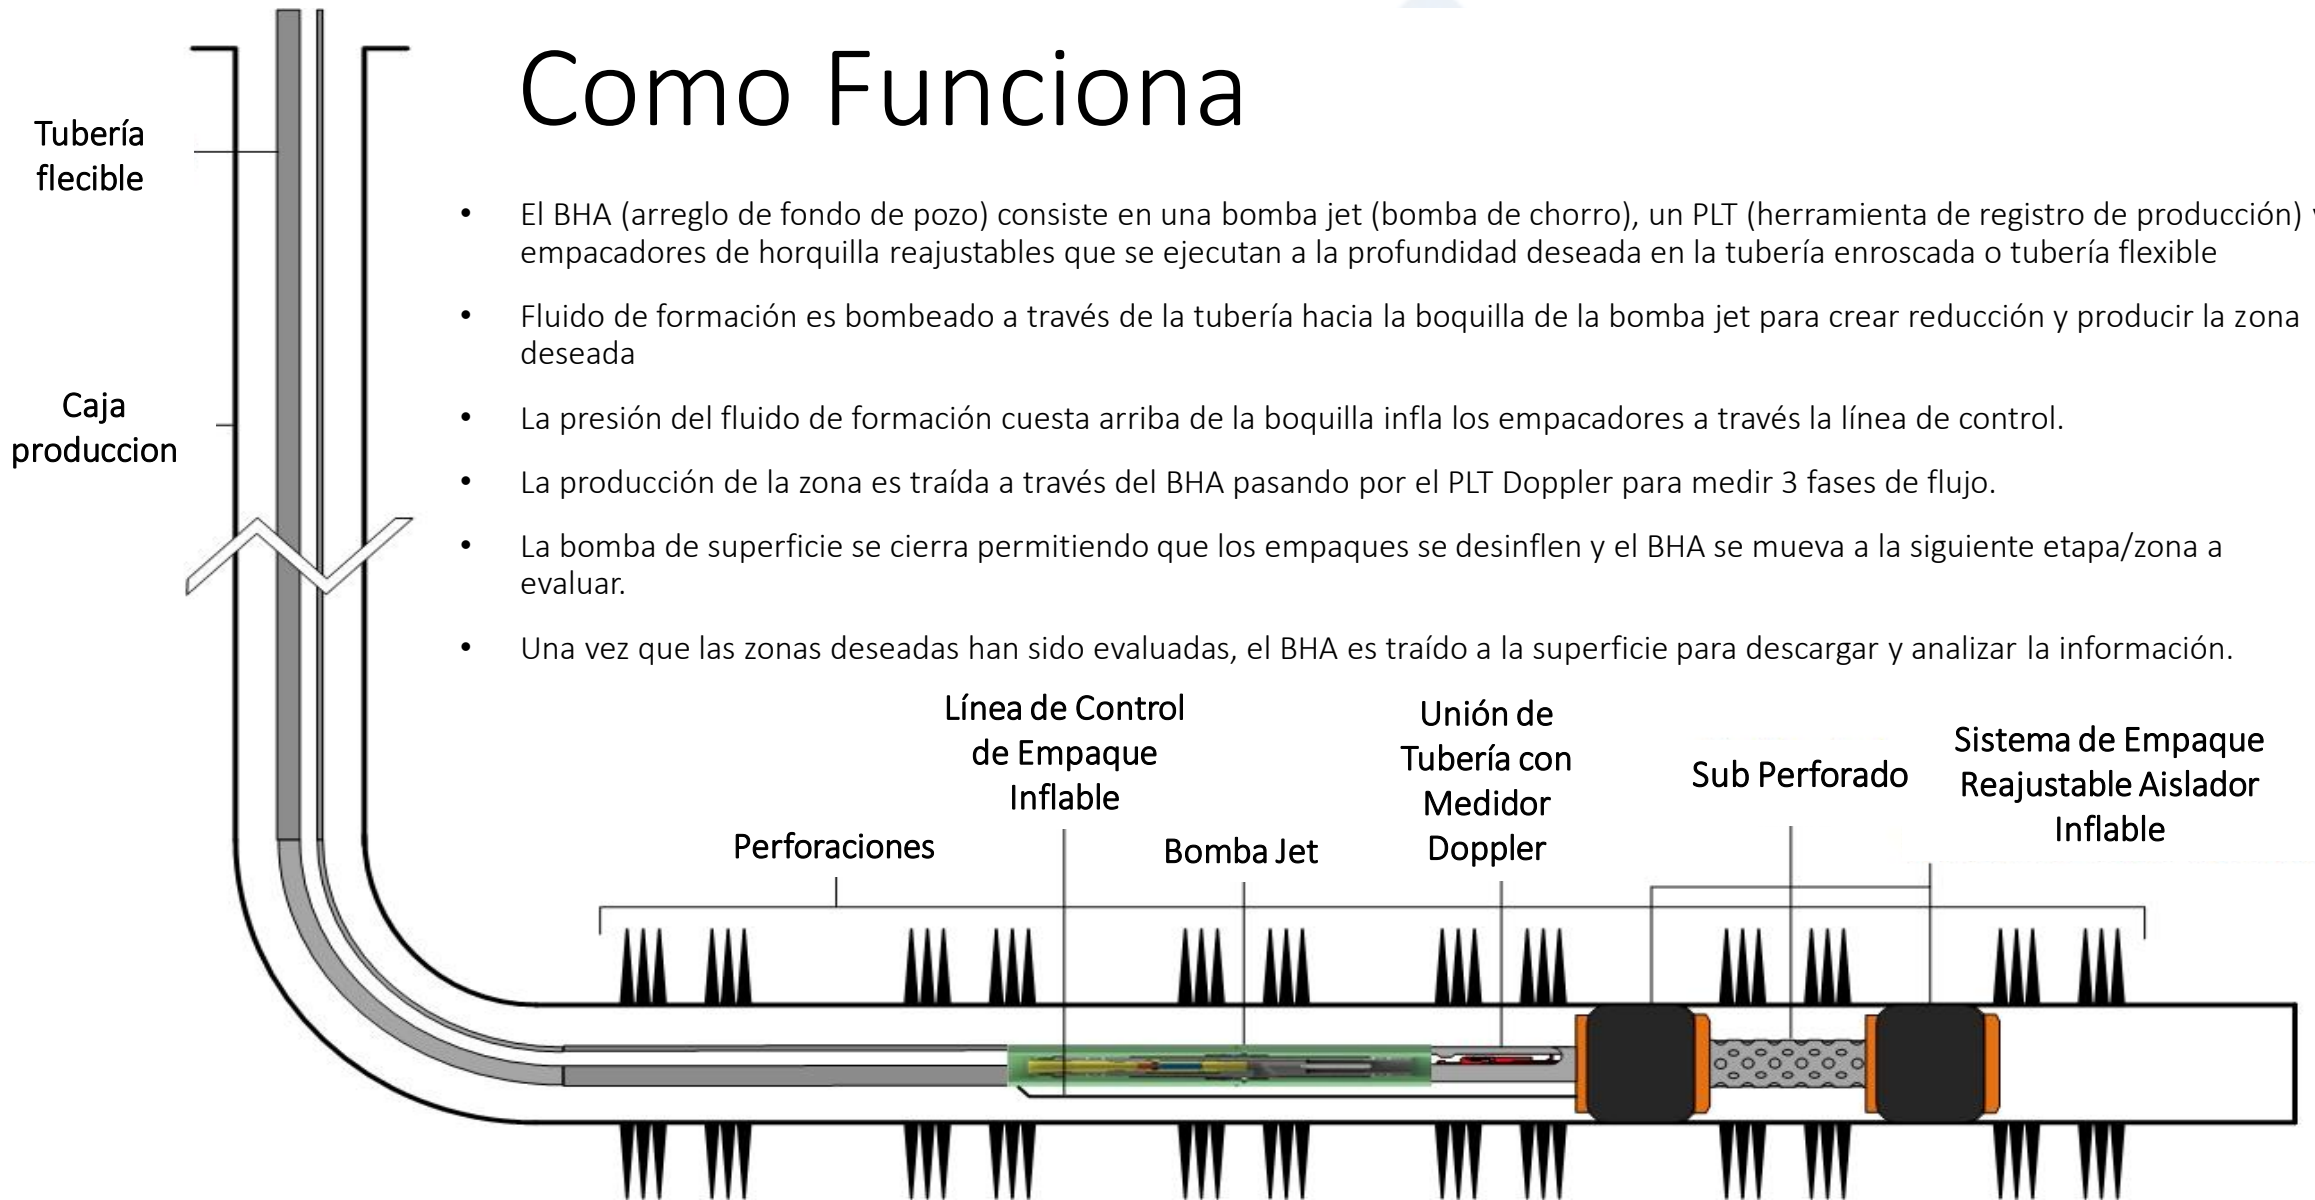 Como Funciona
Tubería
flecible
• El BHA (arreglo de fondo de pozo) consiste en una bomba jet (bomba de chorro), un PLT (herramienta de registro de producción) y
empacadores de horquilla reajustables que se ejecutan a la profundidad deseada en la tubería enroscada o tubería flexible
• Fluido de formación es bombeado a través de la tubería hacia la boquilla de la bomba jet para crear reducción y producir la zona
deseada
Caja
produccion
• La presión del fluido de formación cuesta arriba de la boquilla infla los empacadores a través la línea de control.
• La producción de la zona es traída a través del BHA pasando por el PLT Doppler para medir 3 fases de flujo.
• La bomba de superficie se cierra permitiendo que los empaques se desinflen y el BHA se mueva a la siguiente etapa/zona a
evaluar.
• Una vez que las zonas deseadas han sido evaluadas, el BHA es traído a la superficie para descargar y analizar la información.
Perforaciones
Línea de Control
de Empaque
Inflable
Bomba Jet
Unión de
Tubería con
Medidor
Doppler
Sub Perforado
Sistema de Empaque
Reajustable Aislador
Inflable